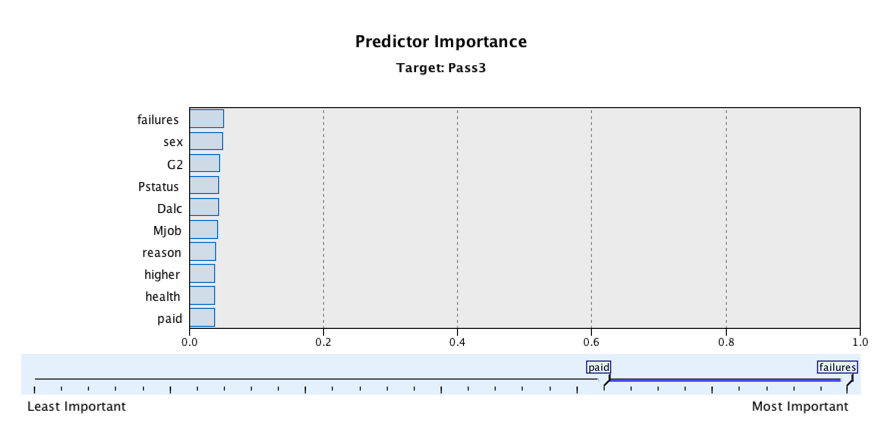 Predictor Importance
Target: Pass3
failures
sex
G2
Pstatus
Dalc
Mjob
reason
higher
health
paid
0.0 0.2 0.4 0.6 0.8 1.0
paid failures
Least Important Most Important